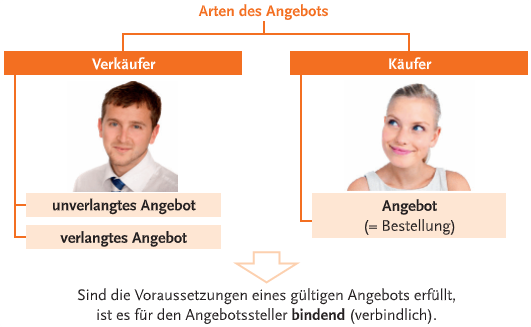 Arten des Angebots
Verkäufer
Käufer
unverlangtes Angebot
verlangtes Angebot
Angebot
(= Bestellung)
Sind die Voraussetzungen eines gültigen Angebots erfüllt,
ist es für den Angebotssteller bindend (verbindlich).